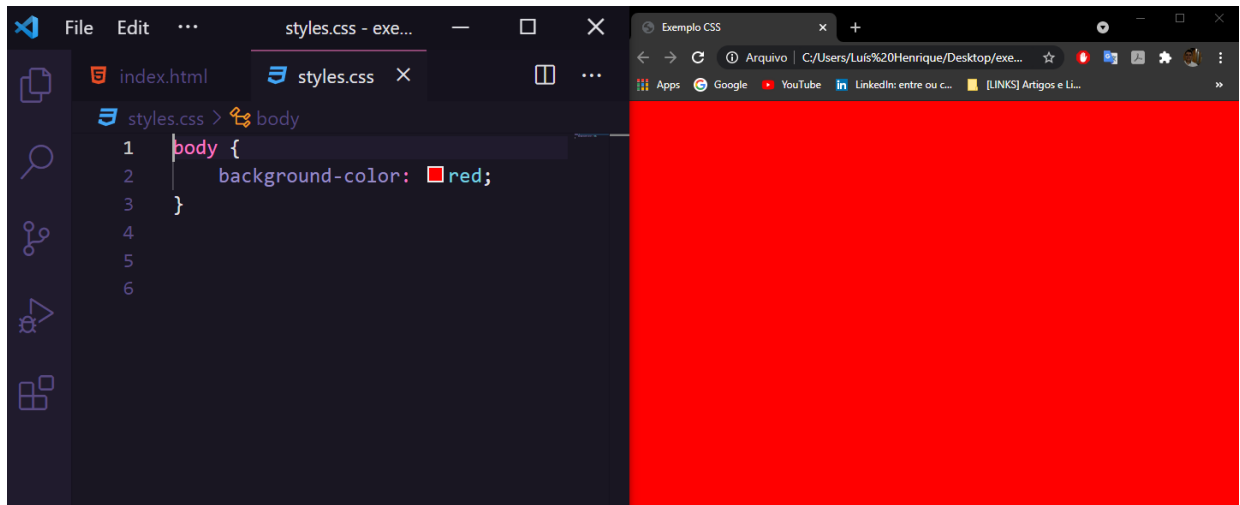 File Edit ··· styles.css - exe...
index.html styles.css
styles.css > body
1 body {
2 background-color: red;
3 }
4
5
6
Exemplo CSS
Arquivo | C:/Users/Luís%20Henrique/Desktop/exe...
Apps Google YouTube LinkedIn: entre ou c... [LINKS] Artigos e Li... »